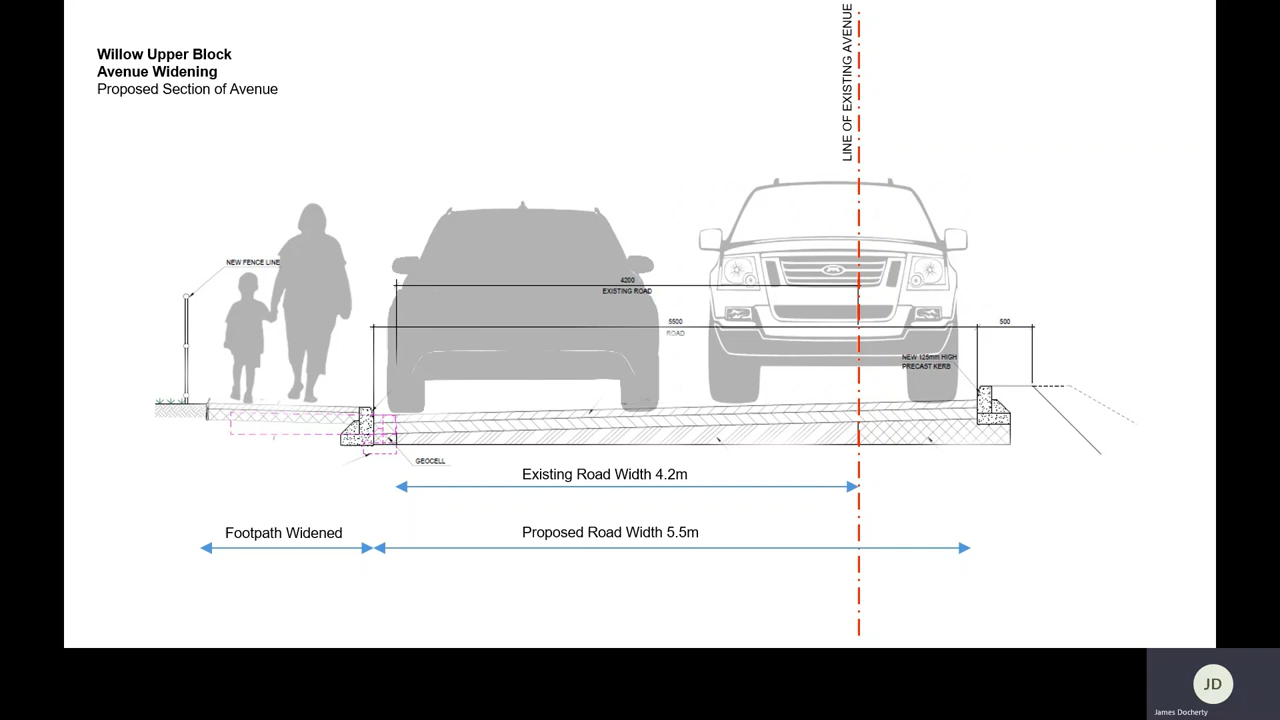 Willow Upper Block
Avenue Widening
Proposed Section of Avenue
LINE OF EXISTING AVENUE
NEW FENCE LINE
4200
EXISTING ROAD
5500
ROAD
500
NEW 125mm HIGH
PRECAST KERB
GEOCELL
Existing Road Width 4.2m
Footpath Widened
Proposed Road Width 5.5m
JD
James Docherty